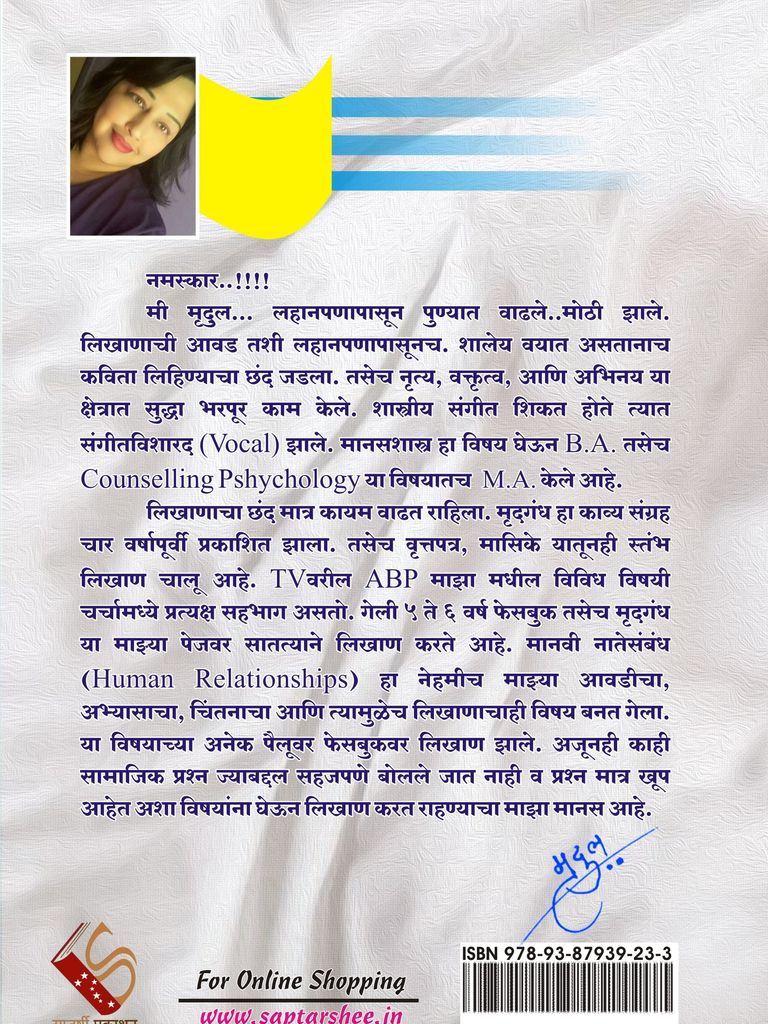 नमस्कार..!!!!
मी मृदुल... लहानपणापासून पुण्यात वाढले..मोठी झाले.
लिखाणाची आवड तशी लहानपणापासूनच. शालेय वयात असतानाच
कविता लिहिण्याचा छंद जडला. तसेच नृत्य, वक्तृत्व, आणि अभिनय या
क्षेत्रात सुद्धा भरपूर काम केले. शास्त्रीय संगीत शिकत होते त्यात
संगीतविशारद (Vocal) झाले. मानसशास्त्र हा विषय घेऊन B.A. तसेच
Counselling Pshychology या विषयातच M.A. केले आहे.
लिखाणाचा छंद मात्र कायम वाढत राहिला. मृदगंध हा काव्य संग्रह
चार वर्षापूर्वी प्रकाशित झाला. तसेच वृत्तपत्र, मासिके यातूनही स्तंभ
लिखाण चालू आहे. TVवरील ABP माझा मधील विविध विषयी
चर्चामध्ये प्रत्यक्ष सहभाग असतो. गेली ५ ते ६ वर्ष फेसबुक तसेच मृदगंध
या माझ्या पेजवर सातत्याने लिखाण करते आहे. मानवी नातेसंबंध
(Human Relationships) हा नेहमीच माझ्या आवडीचा,
अभ्यासाचा, चिंतनाचा आणि त्यामुळेच लिखाणाचाही विषय बनत गेला.
या विषयाच्या अनेक पैलूवर फेसबुकवर लिखाण झाले. अजूनही काही
सामाजिक प्रश्न ज्याबद्दल सहजपणे बोलले जात नाही व प्रश्न मात्र खूप
आहेत अशा विषयांना घेऊन लिखाण करत राहण्याचा माझा मानस आहे.
मृदुल..
ISBN 978-93-87939-23-3
For Online Shopping
www.saptarshee.in